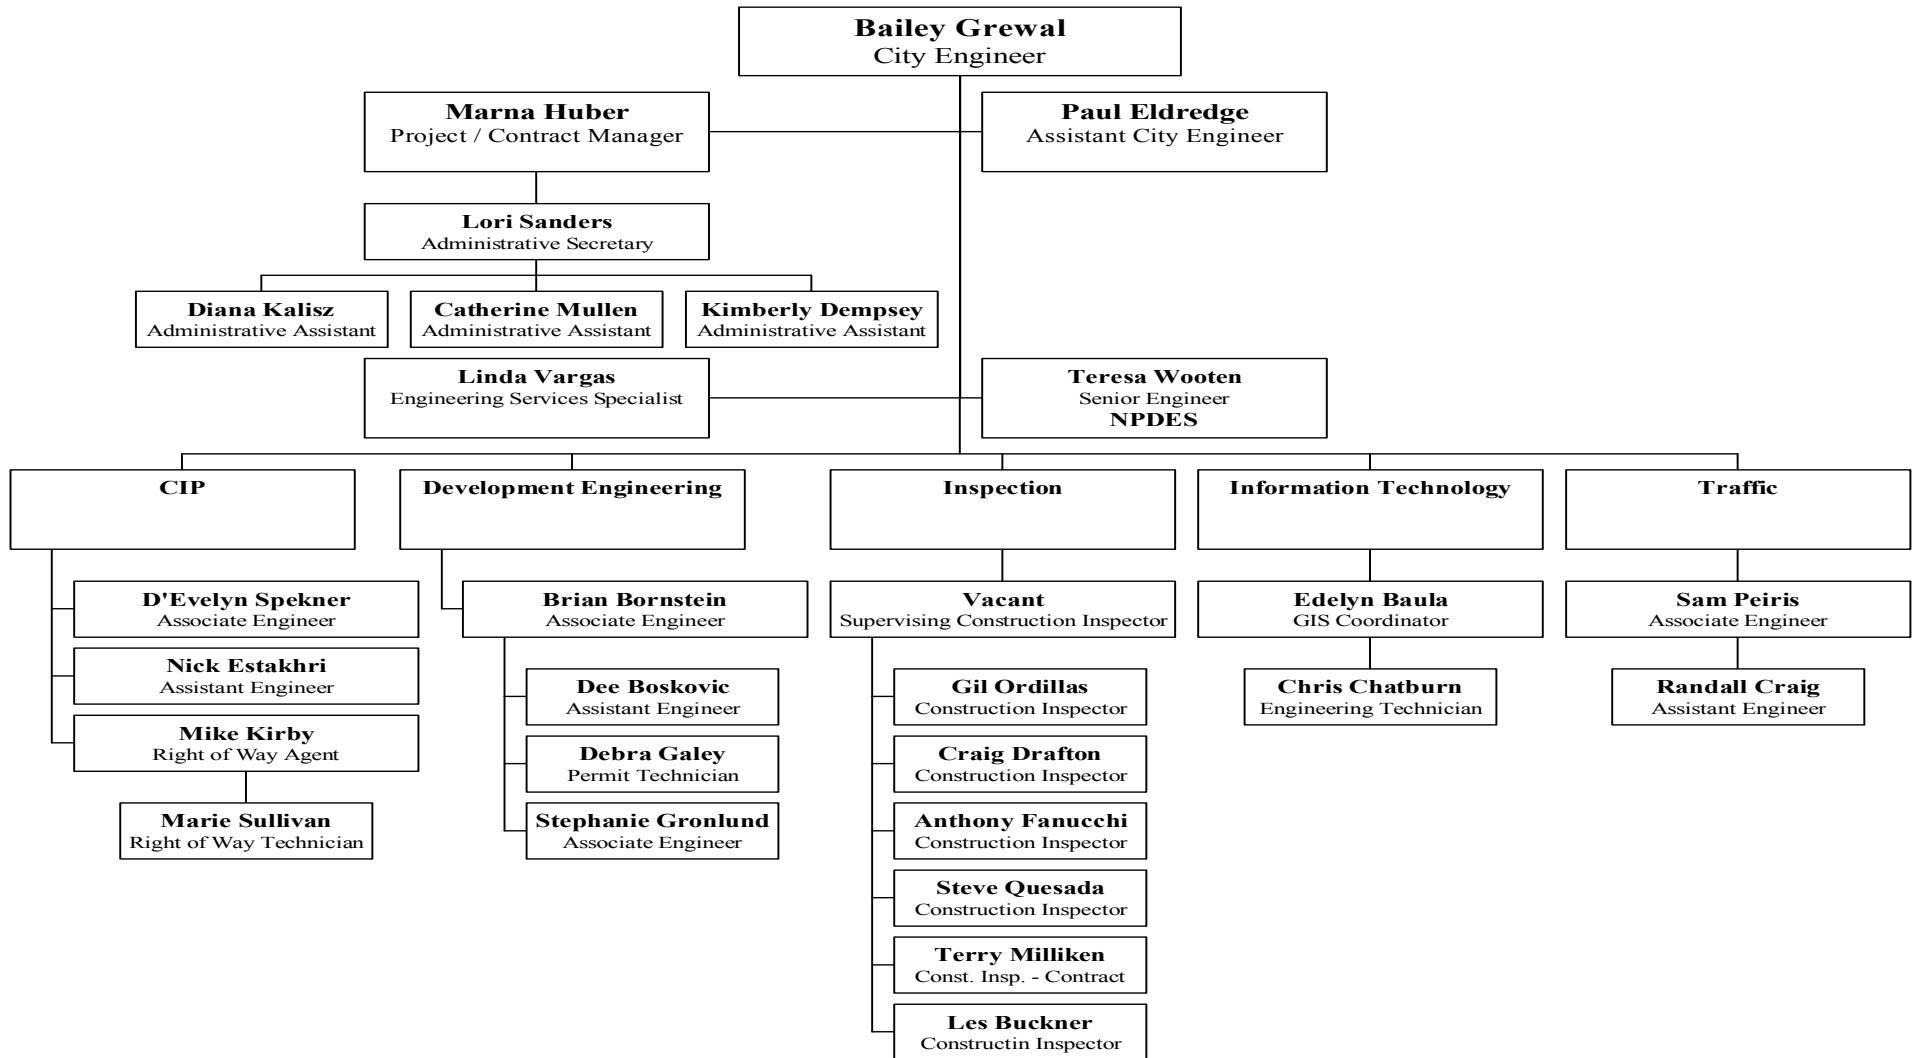 Bailey Grewal
City Engineer
Marna Huber
Project / Contract Manager
Paul Eldredge
Assistant City Engineer
Lori Sanders
Administrative Secretary
Diana Kalisz
Administrative Assistant
Catherine Mullen
Administrative Assistant
Kimberly Dempsey
Administrative Assistant
Linda Vargas
Engineering Services Specialist
Teresa Wooten
Senior Engineer
NPDES
CIP
D'Evelyn Spekner
Associate Engineer
Nick Estakhri
Assistant Engineer
Mike Kirby
Right of Way Agent
Marie Sullivan
Right of Way Technician
Development Engineering
Brian Bornstein
Associate Engineer
Dee Boskovic
Assistant Engineer
Debra Galey
Permit Technician
Stephanie Gronlund
Associate Engineer
Inspection
Vacant
Supervising Construction Inspector
Gil Ordillas
Construction Inspector
Craig Drafton
Construction Inspector
Anthony Fanucchi
Construction Inspector
Steve Quesada
Construction Inspector
Terry Milliken
Const. Insp. - Contract
Les Buckner
Constructin Inspector
Information Technology
Edelyn Baula
GIS Coordinator
Chris Chatburn
Engineering Technician
Traffic
Sam Peiris
Associate Engineer
Randall Craig
Assistant Engineer